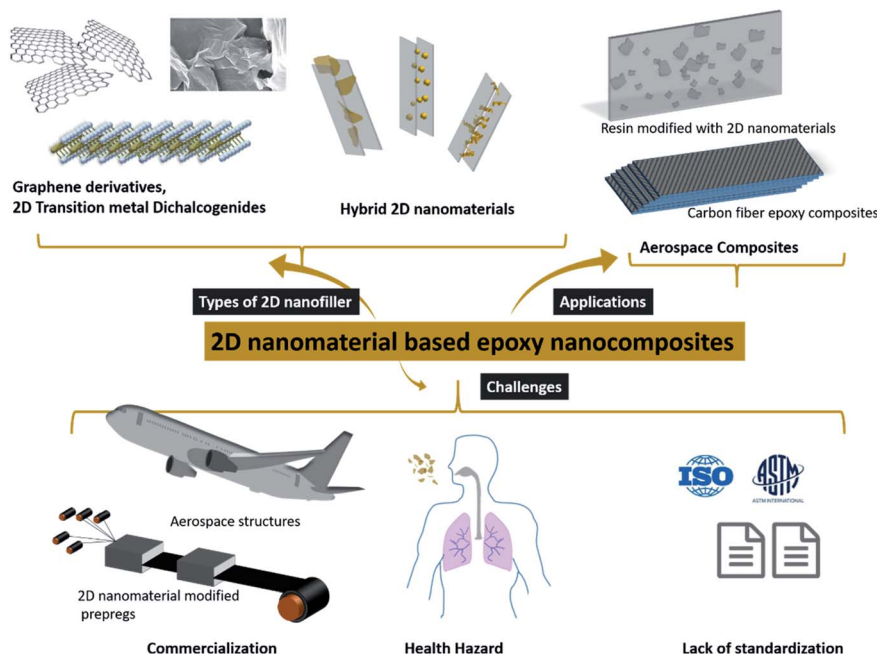 Graphene derivatives,
2D Transition metal Dichalcogenides
Hybrid 2D nanomaterials
Resin modified with 2D nanomaterials
Carbon fiber epoxy composites
Aerospace Composites
Types of 2D nanofiller
Applications
2D nanomaterial based epoxy nanocomposites
Challenges
Aerospace structures
2D nanomaterial modified
prepregs
Commercialization
Health Hazard
ISO
ASTM
ASTM INTERNATIONAL
Lack of standardization